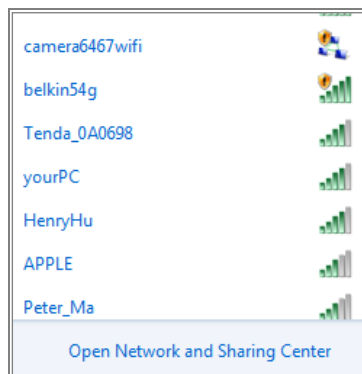 camera6467wifi
belkin54g
Tenda_0A0698
yourPC
HenryHu
APPLE
Peter_Ma
Open Network and Sharing Center